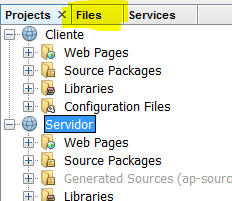 Projects Files Services
Cliente
Web Pages
Source Packages
Libraries
Configuration Files
Servidor
Web Pages
Source Packages
Generated Sources (ap-sourc
Libraries